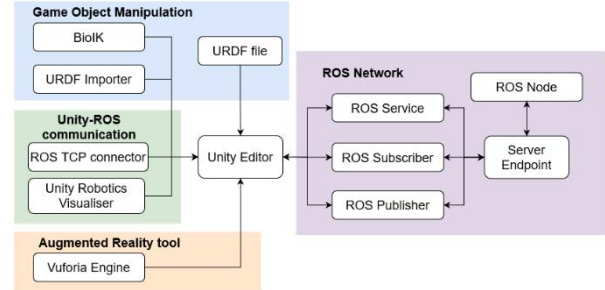 Game Object Manipulation
BioIK
URDF Importer
URDF file
Unity-ROS
communication
ROS TCP connector
Unity Robotics
Visualiser
Unity Editor
Augmented Reality tool
Vuforia Engine
ROS Network
ROS Service
ROS Subscriber
ROS Publisher
ROS Node
Server
Endpoint